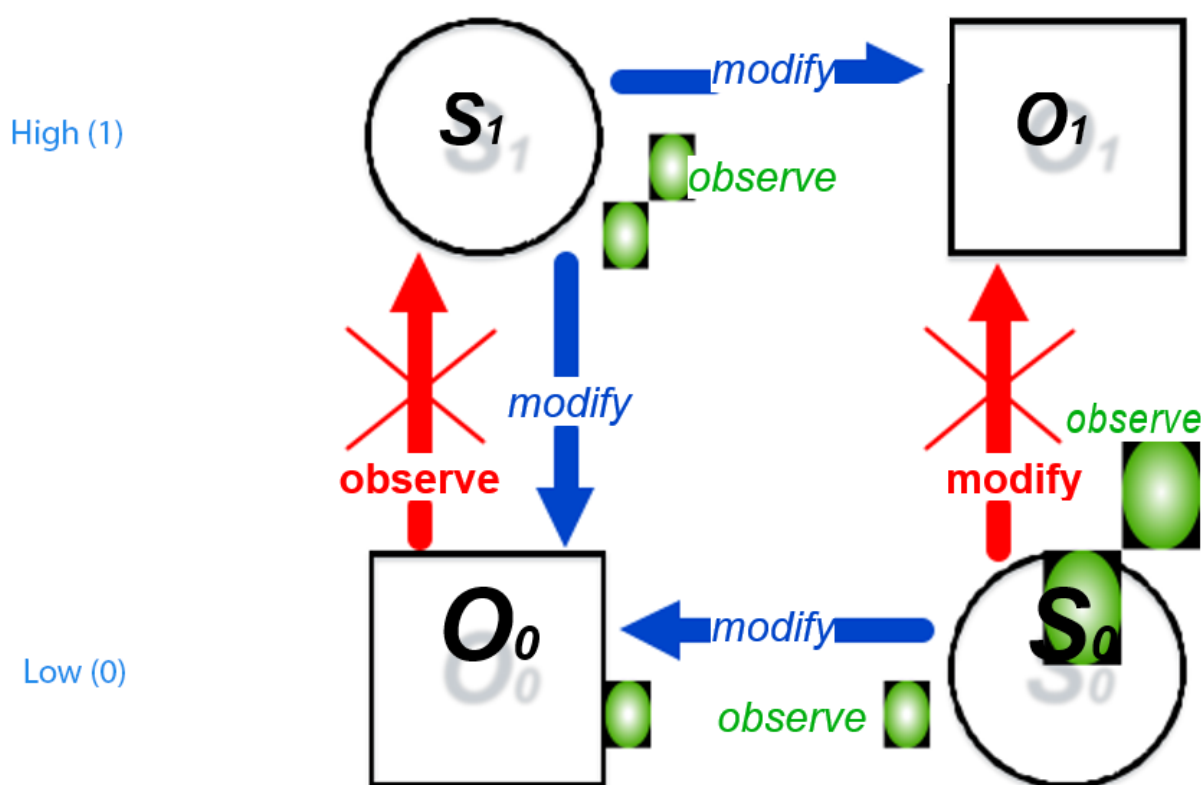 modify
High (1)
S1
O1
observe
modify
observe
observe
modify
O0
modify
S0
Low (0)
observe